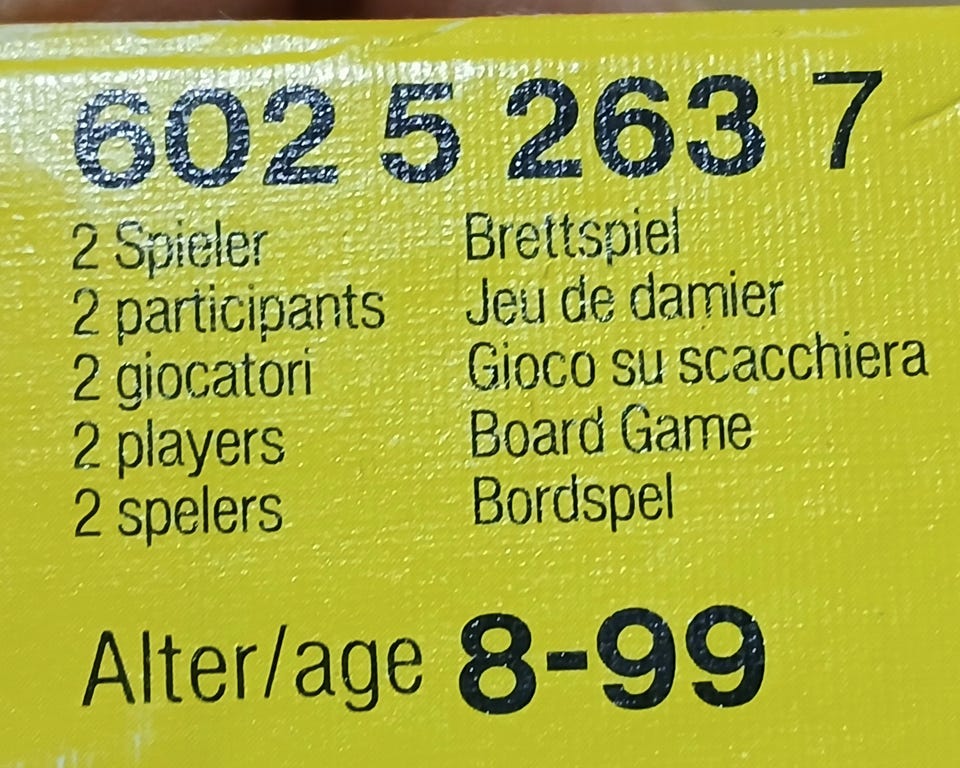 602 5 263 7
2 Spieler Brettspiel
2 participants Jeu de damier
2 giocatori Gioco su scacchiera
2 players Board Game
2 spelers Bordspel
Alter/age 8-99